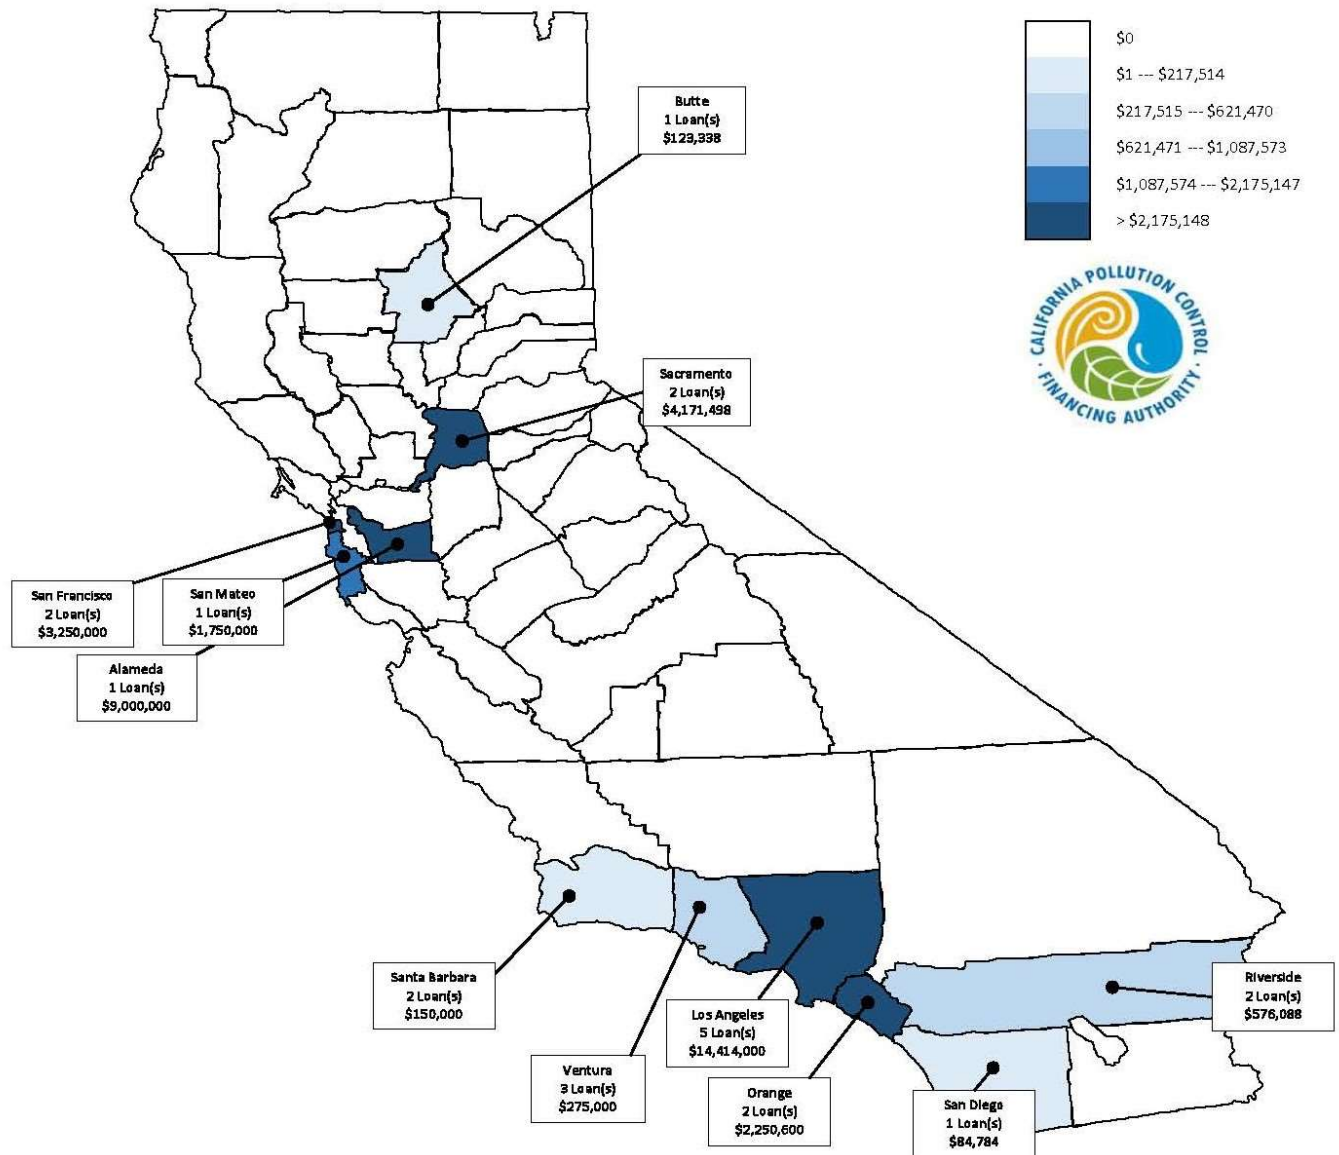 $0
$1 --- $217,514
$217,515 --- $621,470
$621,471 --- $1,087,573
$1,087,574 --- $2,175,147
> $2,175,148
CALIFORNIA POLLUTION CONTROL
· FINANCING AUTHORITY ·
Butte
1 Loan(s)
$123,338
Sacramento
2 Loan(s)
$4,171,498
San Francisco
2 Loan(s)
$3,250,000
San Mateo
1 Loan(s)
$1,750,000
Alameda
1 Loan(s)
$9,000,000
Santa Barbara
2 Loan(s)
$150,000
Ventura
3 Loan(s)
$275,000
Los Angeles
5 Loan(s)
$14,414,000
Orange
2 Loan(s)
$2,250,600
Riverside
2 Loan(s)
$576,088
San Diego
1 Loan(s)
$84,784